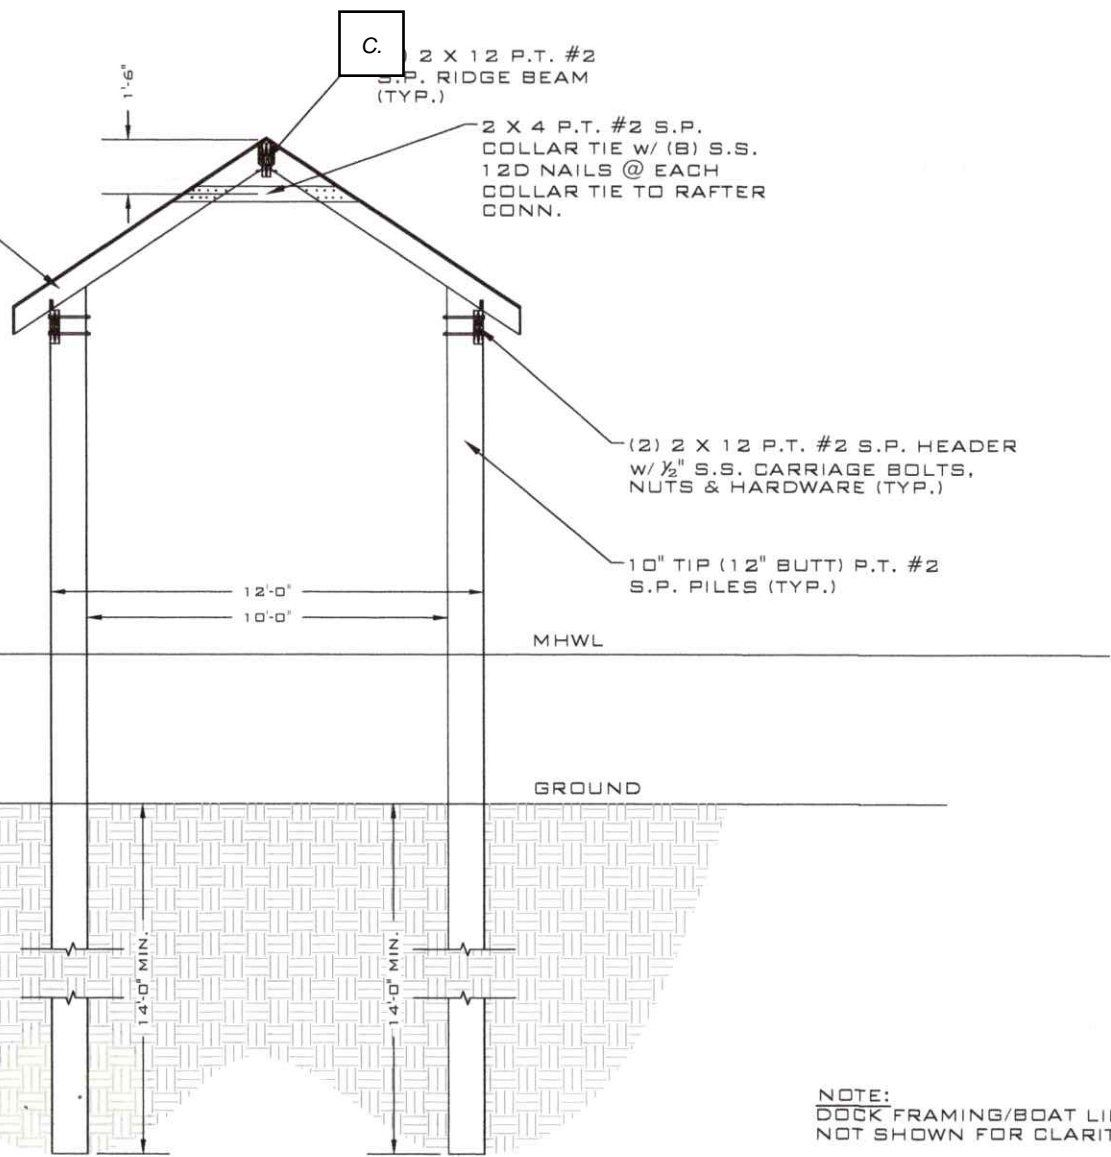 C.
1'-6"
) 2 X 12 P.T. #2
S.P. RIDGE BEAM
(TYP.)
2 X 4 P.T. #2 S.P.
COLLAR TIE w/ (8) S.S.
12D NAILS @ EACH
COLLAR TIE TO RAFTER
CONN.
(2) 2 X 12 P.T. #2 S.P. HEADER
w/ ½" S.S. CARRIAGE BOLTS,
NUTS & HARDWARE (TYP.)
10" TIP (12" BUTT) P.T. #2
S.P. PILES (TYP.)
12'-0"
10'-0"
MHWL
GROUND
14'-0" MIN.
14'-0" MIN.
NOTE:
DOCK FRAMING/BOAT
NOT SHOWN FOR